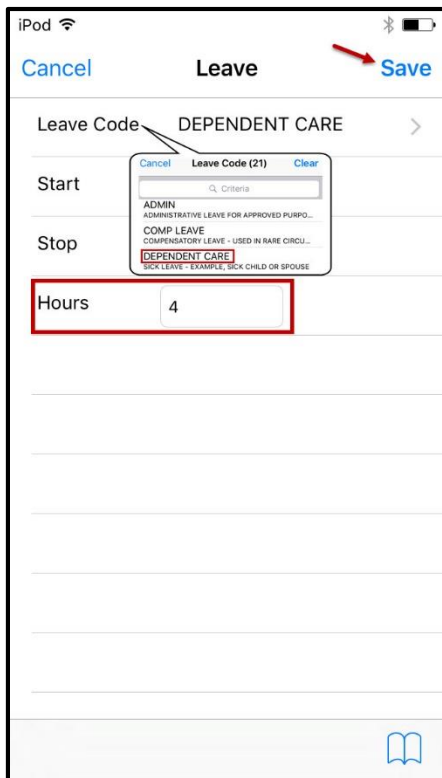 iPod
Cancel Leave Save
Leave Code DEPENDENT CARE
Cancel Leave Code (21) Clear
Criteria
ADMIN
ADMINISTRATIVE LEAVE FOR APPROVED PURPO...
COMP LEAVE
COMPENSATORY LEAVE - USED IN RARE CIRCU...
DEPENDENT CARE
SICK LEAVE - EXAMPLE, SICK CHILD OR SPOUSE
Start
Stop
Hours 4